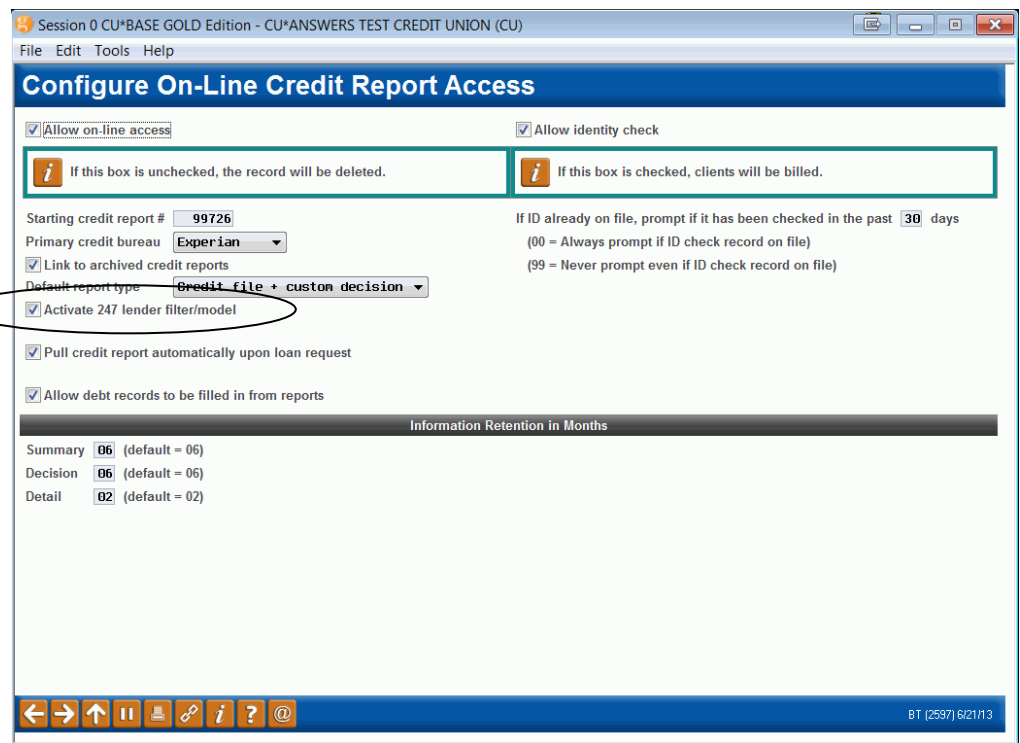 Session 0 CU*BASE GOLD Edition - CU*ANSWERS TEST CREDIT UNION (CU)
File Edit Tools Help
Configure On-Line Credit Report Access
Allow on-line access
Allow identity check
If this box is unchecked, the record will be deleted.
If this box is checked, clients will be billed.
Starting credit report # 99726
If ID already on file, prompt if it has been checked in the past 30 days
Primary credit bureau Experian
(00 = Always prompt if ID check record on file)
Link to archived credit reports
(99 = Never prompt even if ID check record on file)
Default report type Credit file + custom decision
Activate 247 lender filter/model
Pull credit report automatically upon loan request
Allow debt records to be filled in from reports
Information Retention in Months
Summary 06 (default = 06)
Decision 06 (default = 06)
Detail 02 (default = 02)
BT (2597) 6/21/13